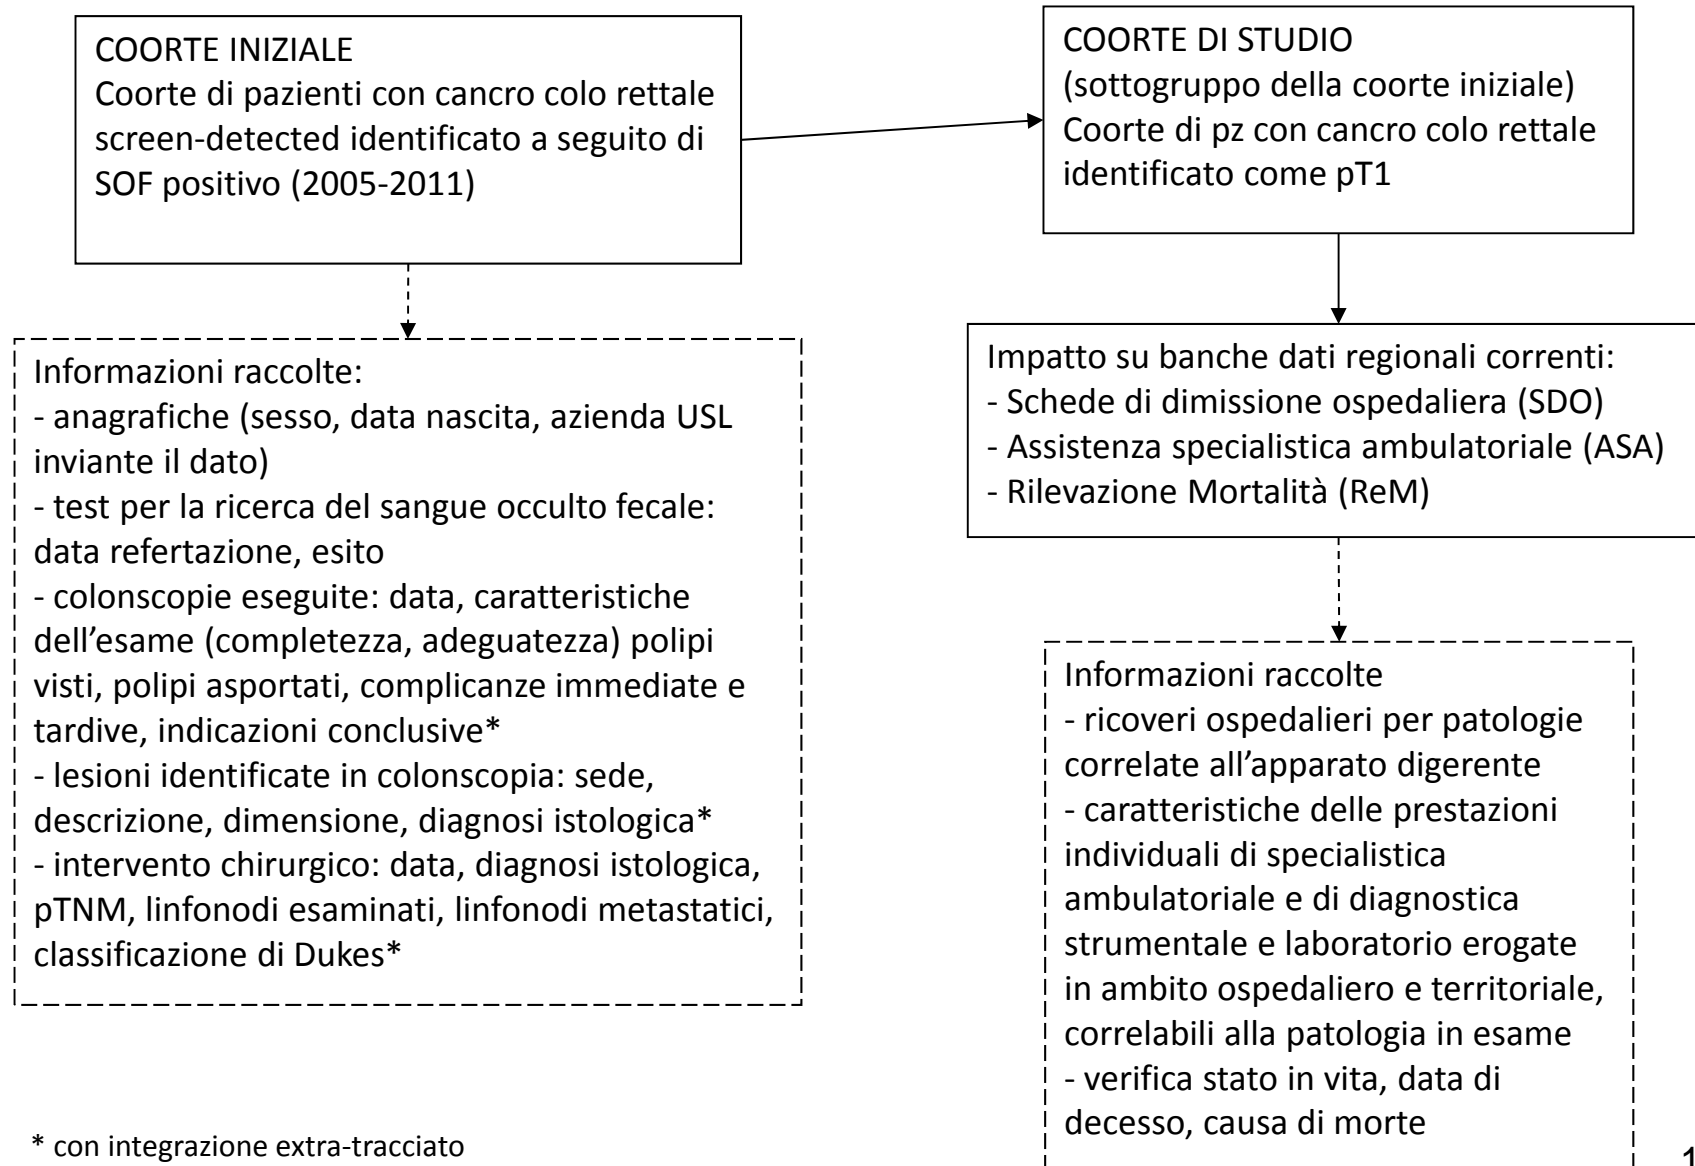 COORTE INIZIALE
Coorte di pazienti con cancro colo rettale
screen-detected identificato a seguito di
SOF positivo (2005-2011)
COORTE DI STUDIO
(sottogruppo della coorte iniziale)
Coorte di pz con cancro colo rettale
identificato come pT1
Informazioni raccolte:
- anagrafiche (sesso, data nascita, azienda USL
inviante il dato)
- test per la ricerca del sangue occulto fecale:
data refertazione, esito
- colonscopie eseguite: data, caratteristiche
dell’esame (completezza, adeguatezza) polipi
visti, polipi asportati, complicanze immediate e
tardive, indicazioni conclusive*
- lesioni identificate in colonscopia: sede,
descrizione, dimensione, diagnosi istologica*
- intervento chirurgico: data, diagnosi istologica,
pTNM, linfonodi esaminati, linfonodi metastatici,
classificazione di Dukes*
Impatto su banche dati regionali correnti:
- Schede di dimissione ospedaliera (SDO)
- Assistenza specialistica ambulatoriale (ASA)
- Rilevazione Mortalità (ReM)
Informazioni raccolte
- ricoveri ospedalieri per patologie
correlate all’apparato digerente
- caratteristiche delle prestazioni
individuali di specialistica
ambulatoriale e di diagnostica
strumentale e laboratorio erogate
in ambito ospedaliero e territoriale,
correlabili alla patologia in esame
- verifica stato in vita, data di
decesso, causa di morte
* con integrazione extra-tracciato
1